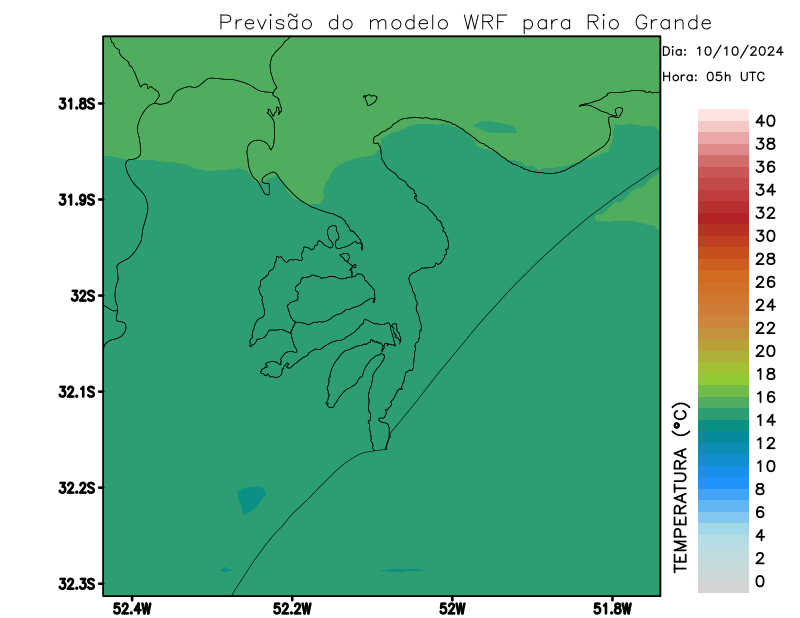 Previsão do modelo WRF para Rio Grande
Dia: 10/10/2024
Hora: 05h UTC
31.8S
31.9S
32S
32.1S
32.2S
32.3S
52.4W
52.2W
52W
51.8W
TEMPERATURA (°C)
40
38
36
34
32
30
28
26
24
22
20
18
16
14
12
10
8
6
4
2
0